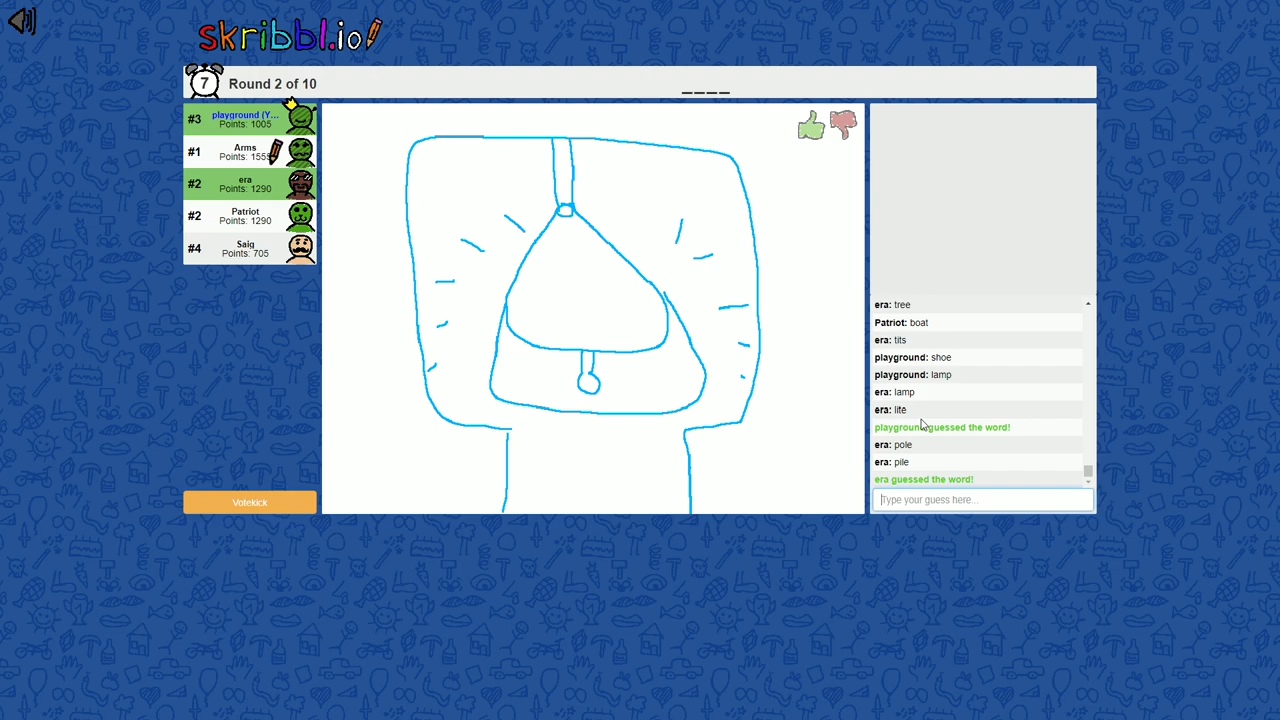 skribbl.io
7
Round 2 of 10
____
#3
playground (Y...
Points: 1005
#1
Arms
Points: 1555
#2
era
Points: 1290
#2
Patriot
Points: 1290
#4
Saig
Points: 705
Votekick
era: tree
Patriot: boat
era: tits
playground: shoe
playground: lamp
era: lamp
era: lite
playground guessed the word!
era: pole
era: pile
era guessed the word!
Type your guess here...